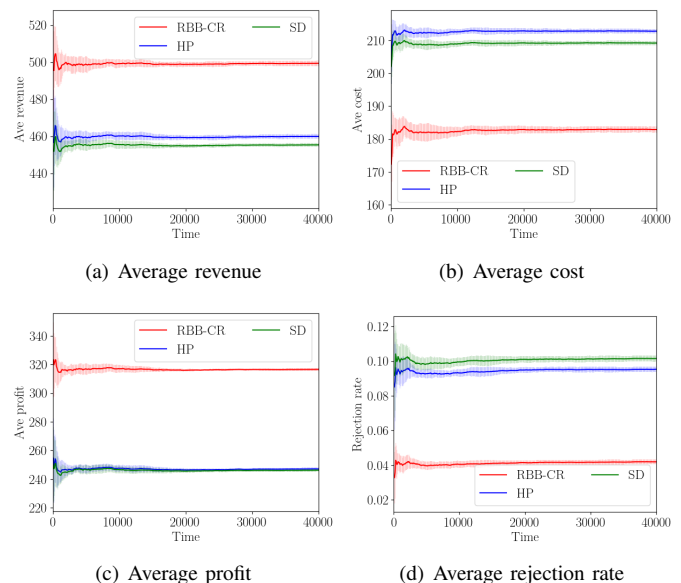 520
500
480
460
440
Ave revenue
RBB-CR
HP
SD
0
10000
20000
30000
40000
Time
(a) Average revenue
210
200
190
180
170
160
Ave cost
RBB-CR
HP
SD
0
10000
20000
30000
40000
Time
(b) Average cost
340
320
300
280
260
240
220
Ave profit
RBB-CR
HP
SD
0
10000
20000
30000
40000
Time
(c) Average profit
0.12
0.10
0.08
0.06
0.04
0.02
Rejection rate
RBB-CR
HP
SD
0
10000
20000
30000
40000
Time
(d) Average rejection rate